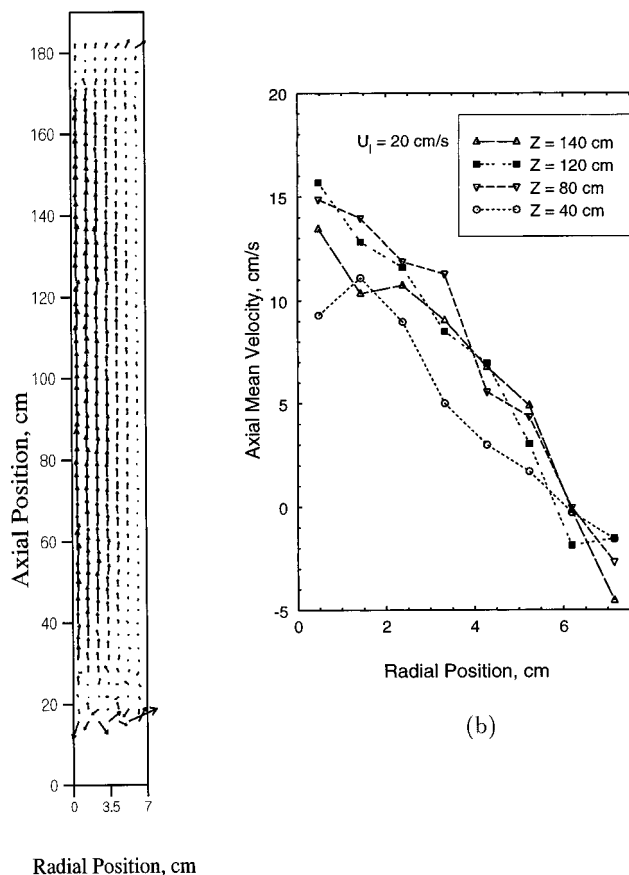 180
160
140
120
100
80
60
40
20
0
Axial Position, cm
0 3.5 7
Radial Position, cm
20
15
10
5
0
-5
Axial Mean Velocity, cm/s
U_l = 20 cm/s
Z = 140 cm
Z = 120 cm
Z = 80 cm
Z = 40 cm
0 2 4 6
Radial Position, cm
(b)